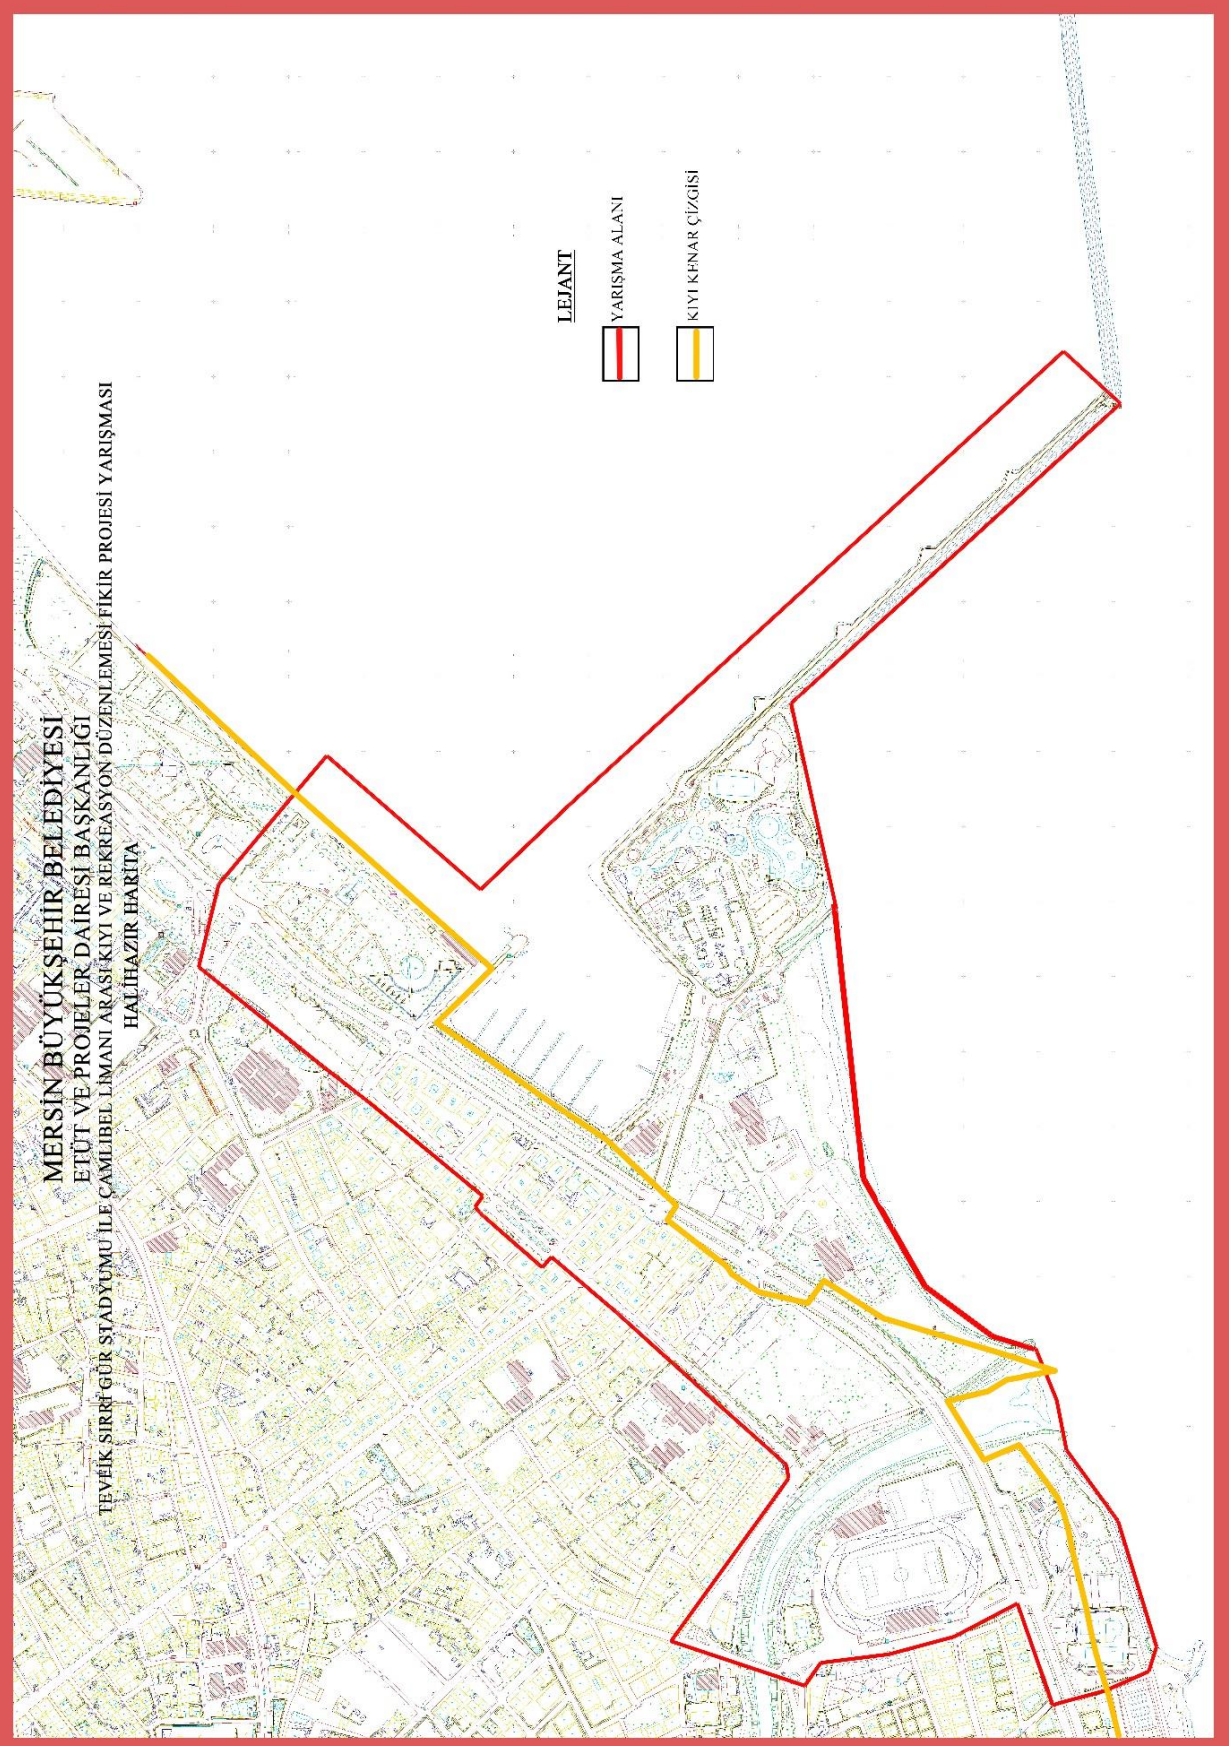 MERSİN BÜYÜKŞEHİR BELEDİYESİ
ETÜT VE PROJELER DAİRESİ BAŞKANLIĞI
TEVFİK SIRRI GÜR STADYUMU İLE ÇAMLIBEL LİMANI ARASI KIYI VE REKREASYON DÜZENLEMESİ FİKİR PROJESİ YARIŞMASI
HALİHAZIR HARİTA
LEJANT
YARIŞMA ALANI
KIYI KENAR ÇİZGİSİ